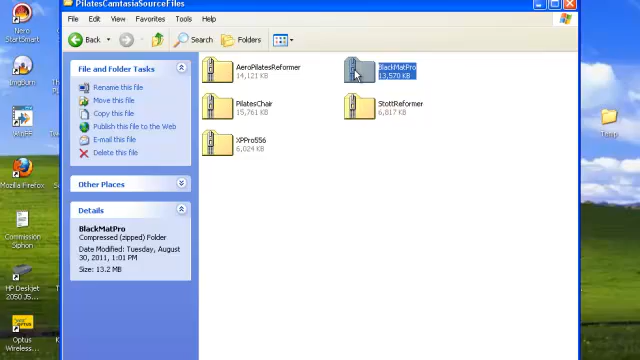 PilatesCamtasiaSourceFiles
File Edit View Favorites Tools Help
Back Search Folders
File and Folder Tasks
Rename this file
Move this file
Copy this file
Publish this file to the Web
E-mail this file
Delete this file
Other Places
Details
BlackMatPro
Compressed (zipped) Folder
Date Modified: Tuesday, August
30, 2011, 1:01 PM
Size: 13.2 MB
AeroPilatesReformer
14,121 KB
BlackMatPro
13,570 KB
PilatesChair
15,761 KB
StottReformer
6,817 KB
XPPro556
6,024 KB
Nero
StartSmart
ImgBurn
WinFF
Mozilla Firefox
Commission
Siphon
HP Deskjet
2050 J5...
Optus
Wireless...
Temp